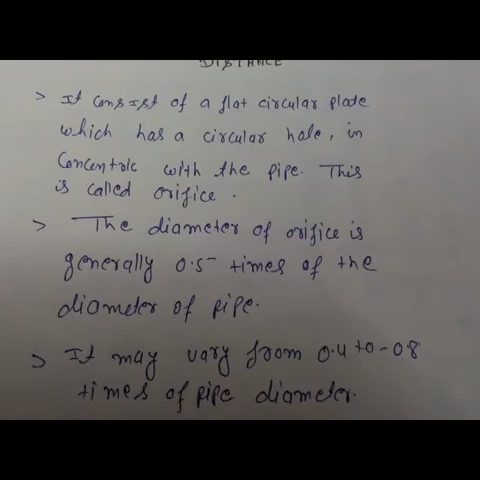 DISTANCE
> It consist of a flat circular plate
which has a circular hole, in
concentric with the pipe. This
is called orifice.
> The diameter of orifice is
generally 0.5 times of the
diameter of pipe.
> It may vary from 0.4 to - 0.8
times of pipe diameter.